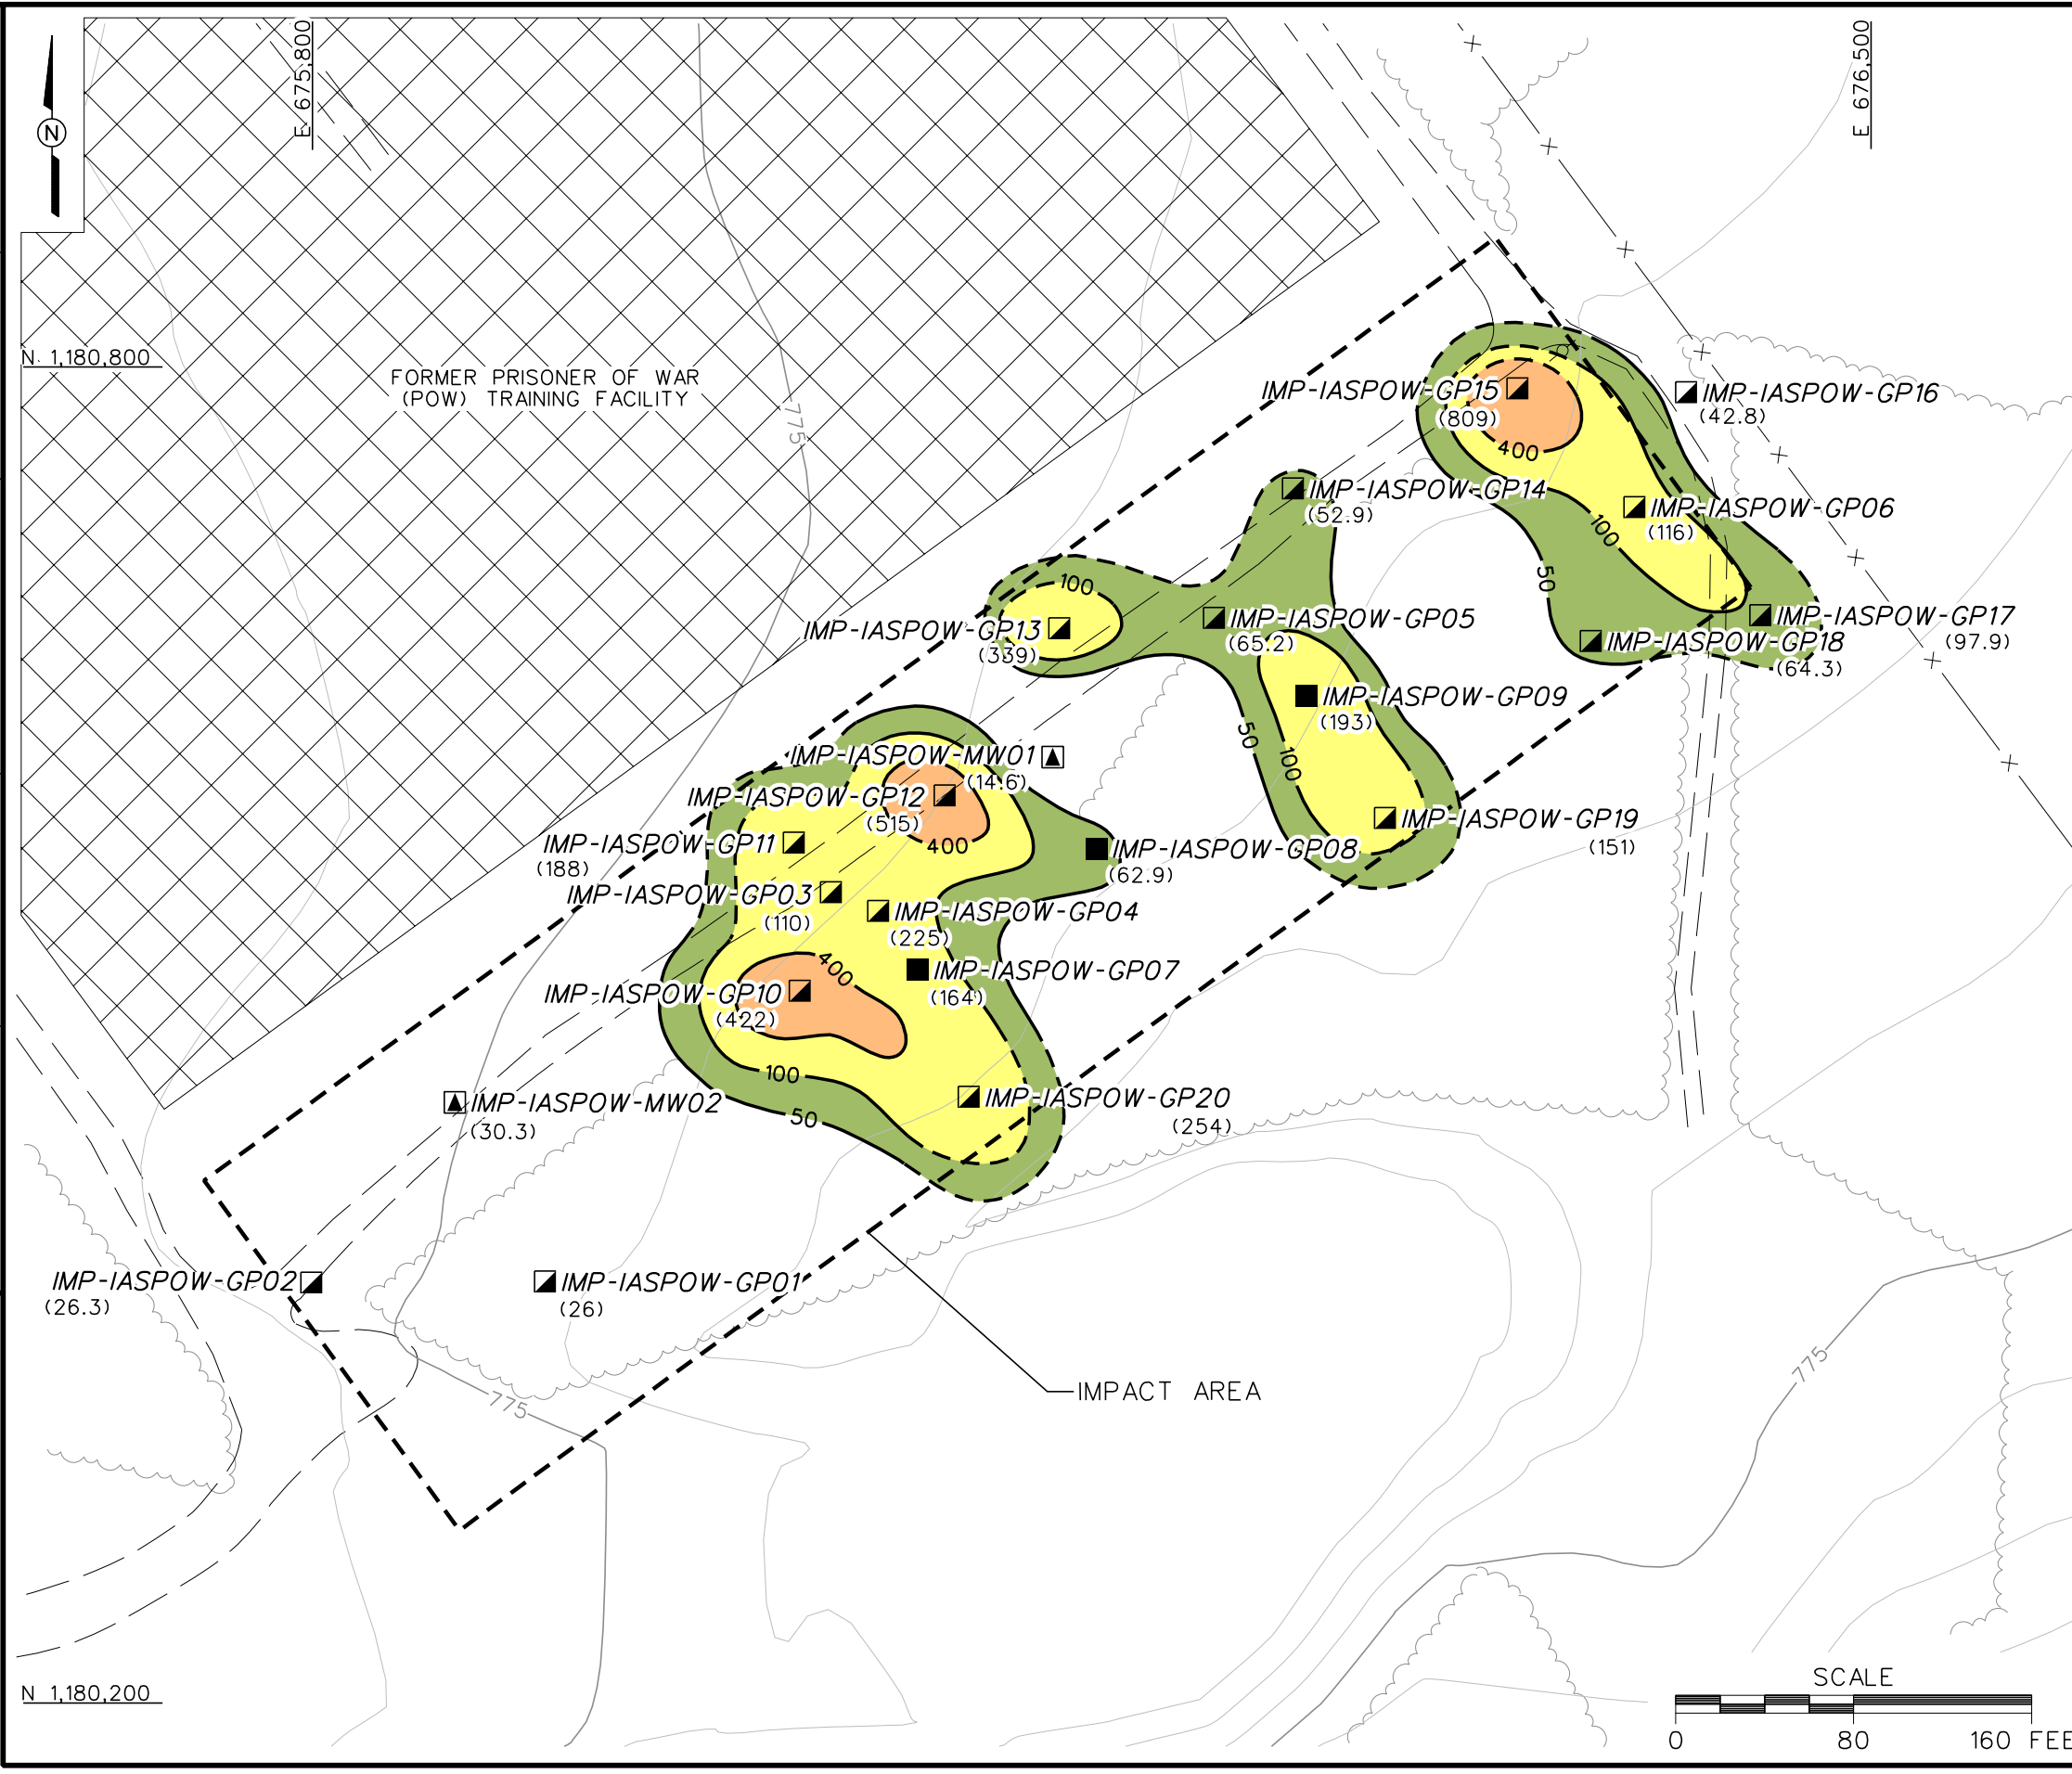 E 675,800
E 676,500
N
N 1,180,800
FORMER PRISONER OF WAR
(POW) TRAINING FACILITY
775
IMP-IASPOW-GP15
(809)
400
IMP-IASPOW-GP16
(42.8)
IMP-IASPOW-GP14
(52.9)
IMP-IASPOW-GP06
(116)
100
50
100
IMP-IASPOW-GP13
(339)
IMP-IASPOW-GP05
(65.2)
IMP-IASPOW-GP17
(97.9)
IMP-IASPOW-GP18
(64.3)
IMP-IASPOW-GP09
(193)
50
100
IMP-IASPOW-MW01
(14.6)
IMP-IASPOW-GP12
(515)
400
IMP-IASPOW-GP19
(151)
IMP-IASPOW-GP11
(188)
IMP-IASPOW-GP08
(62.9)
IMP-IASPOW-GP03
(110)
IMP-IASPOW-GP04
(225)
400
IMP-IASPOW-GP07
(164)
IMP-IASPOW-GP10
(422)
100
50
IMP-IASPOW-GP20
(254)
IMP-IASPOW-MW02
(30.3)
IMP-IASPOW-GP02
(26.3)
IMP-IASPOW-GP01
(26)
IMPACT AREA
775
775
N 1,180,200
SCALE
0 80 160 FEE